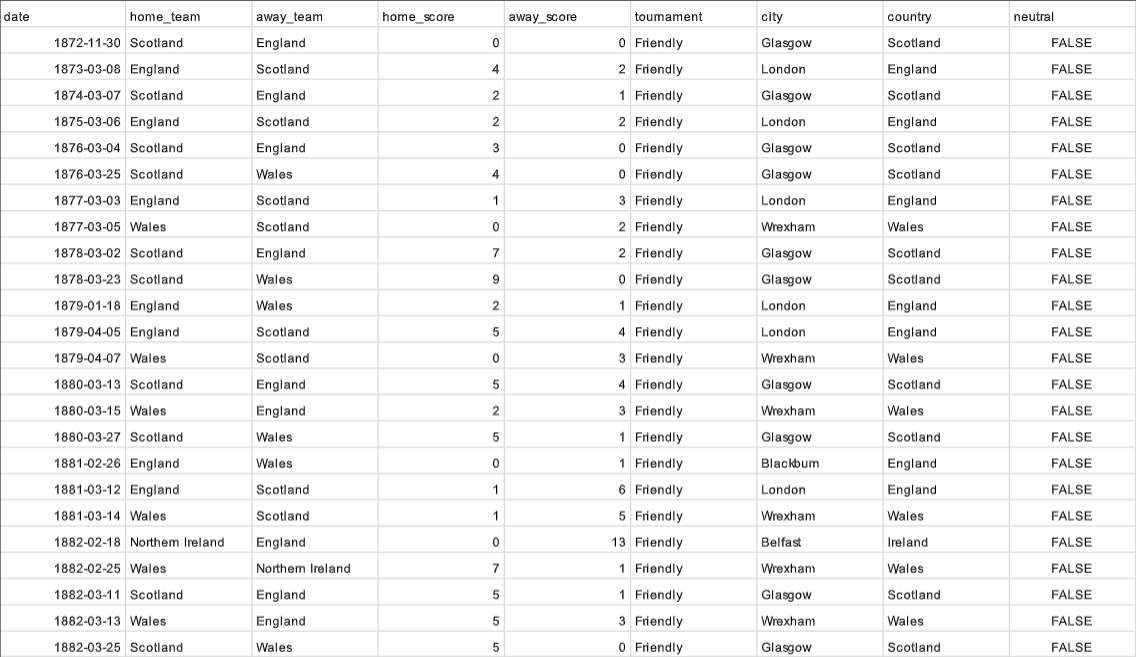 date home_team away_team home_score away_score tournament city country neutral
1872-11-30 Scotland England 0 0 Friendly Glasgow Scotland FALSE
1873-03-08 England Scotland 4 2 Friendly London England FALSE
1874-03-07 Scotland England 2 1 Friendly Glasgow Scotland FALSE
1875-03-06 England Scotland 2 2 Friendly London England FALSE
1876-03-04 Scotland England 3 0 Friendly Glasgow Scotland FALSE
1876-03-25 Scotland Wales 4 0 Friendly Glasgow Scotland FALSE
1877-03-03 England Scotland 1 3 Friendly London England FALSE
1877-03-05 Wales Scotland 0 2 Friendly Wrexham Wales FALSE
1878-03-02 Scotland England 7 2 Friendly Glasgow Scotland FALSE
1878-03-23 Scotland Wales 9 0 Friendly Glasgow Scotland FALSE
1879-01-18 England Wales 2 1 Friendly London England FALSE
1879-04-05 England Scotland 5 4 Friendly London England FALSE
1879-04-07 Wales Scotland 0 3 Friendly Wrexham Wales FALSE
1880-03-13 Scotland England 5 4 Friendly Glasgow Scotland FALSE
1880-03-15 Wales England 2 3 Friendly Wrexham Wales FALSE
1880-03-27 Scotland Wales 5 1 Friendly Glasgow Scotland FALSE
1881-02-26 England Wales 0 1 Friendly Blackburn England FALSE
1881-03-12 England Scotland 1 6 Friendly London England FALSE
1881-03-14 Wales Scotland 1 5 Friendly Wrexham Wales FALSE
1882-02-18 Northern Ireland England 0 13 Friendly Belfast Ireland FALSE
1882-02-25 Wales Northern Ireland 7 1 Friendly Wrexham Wales FALSE
1882-03-11 Scotland England 5 1 Friendly Glasgow Scotland FALSE
1882-03-13 Wales England 5 3 Friendly Wrexham Wales FALSE
1882-03-25 Scotland Wales 5 0 Friendly Glasgow Scotland FALSE